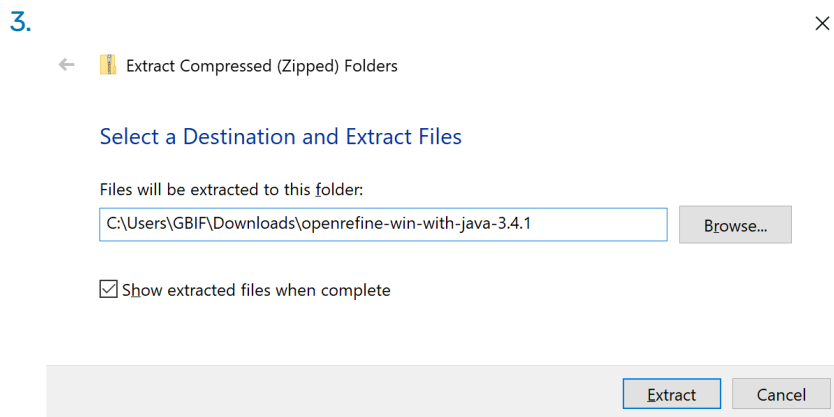 3.
Extract Compressed (Zipped) Folders
Select a Destination and Extract Files
Files will be extracted to this folder:
C:\Users\GBIF\Downloads\openrefine-win-with-java-3.4.1
Browse...
Show extracted files when complete
Extract
Cancel